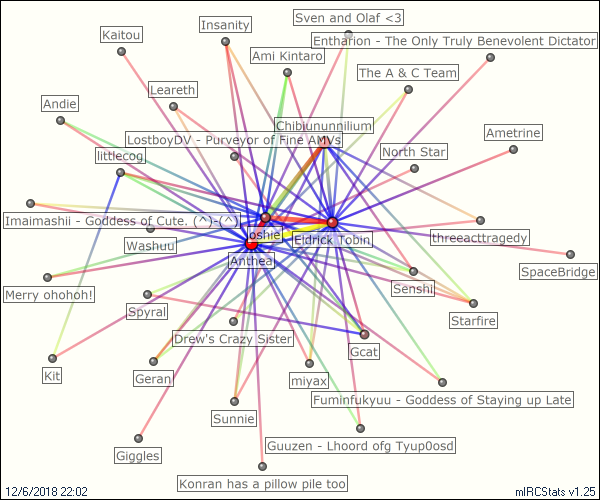 Sven and Olaf <3
Insanity
Kaitou
Entharion - The Only Truly Benevolent Dictator
Ami Kintaro
The A & C Team
Leareth
Andie
Chibiununnilium
Ametrine
LostboyDV - Purveyor of Fine AMVs
North Star
littlecog
Imaimashii - Goddess of Cute. (^)-(^)
oshie
Eldrick Tobin
threeacttragedy
Washuu
Anthea
SpaceBridge
Merry ohohoh!
Senshi
Spyral
Starfire
Drew's Crazy Sister
Gcat
Kit
Geran
miyax
Fuminfukyuu - Goddess of Staying up Late
Sunnie
Guuzen - Lhoord ofg Tyup0osd
Giggles
Konran has a pillow pile too
12/6/2018 22:02
mIRCStats v1.25